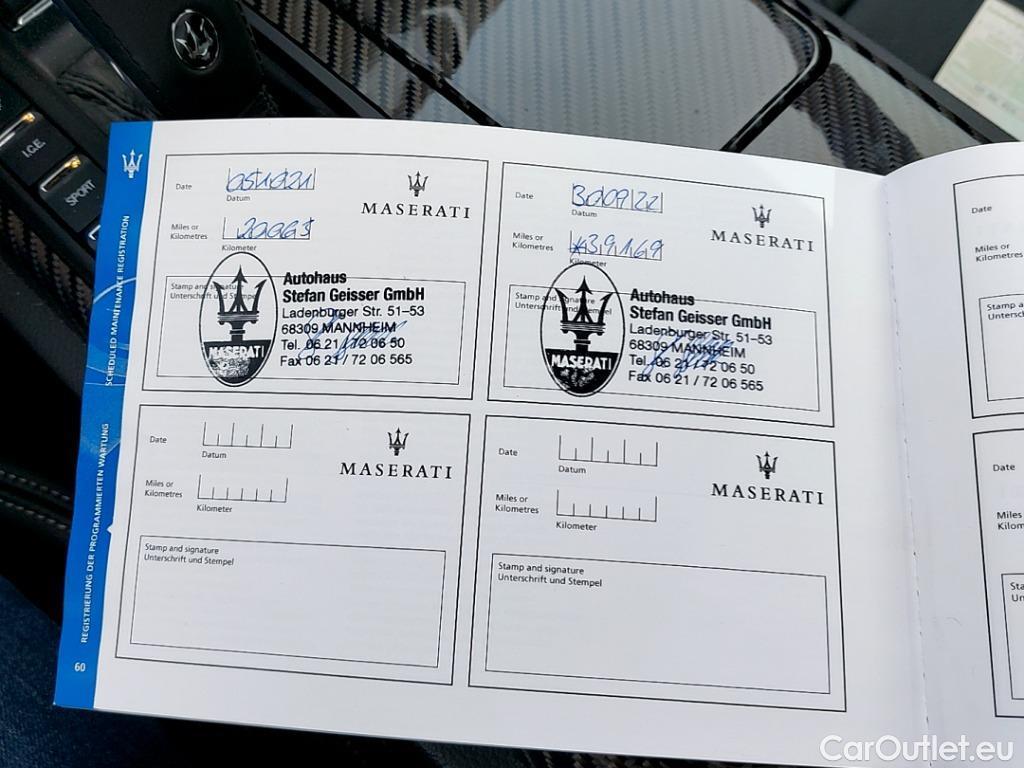 I.C.E.
SPORT
SCHEDULED MAINTENANCE REGISTRATION
REGISTRIERUNG DER PROGRAMMIERTEN WARTUNG
60
Date
Datum
MASERATI
Miles or
Kilometres
Kilometer
Stamp and signature
Unterschrift und Stempel
MASERATI
Autohaus
Stefan Geisser GmbH
Ladenburger Str. 51–53
68309 MANNHEIM
Tel. 06 21 / 72 06 50
Fax 06 21 / 72 06 565
Date
30 09 22
Datum
MASERATI
Miles or
Kilometres
39169
Kilometer
Stamp and signature
Unterschrift und Stempel
MASERATI
Autohaus
Stefan Geisser GmbH
Ladenburger Str. 51–53
68309 MANNHEIM
Tel. 06 21 / 72 06 50
Fax 06 21 / 72 06 565
Date
Datum
MASERATI
Miles or
Kilometres
Kilometer
Stamp and signature
Unterschrift und Stempel
Date
Datum
MASERATI
Miles or
Kilometres
Kilometer
Stamp and signature
Unterschrift und Stempel
Date
Miles or
Kilometres
Date
Miles
Kilom
CarOutlet.eu